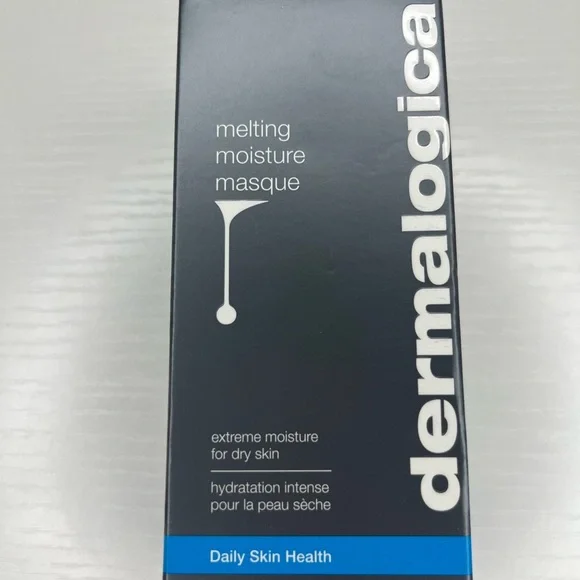 melting
moisture
masque
dermalogica
extreme moisture
for dry skin
hydratation intense
pour la peau sèche
Daily Skin Health